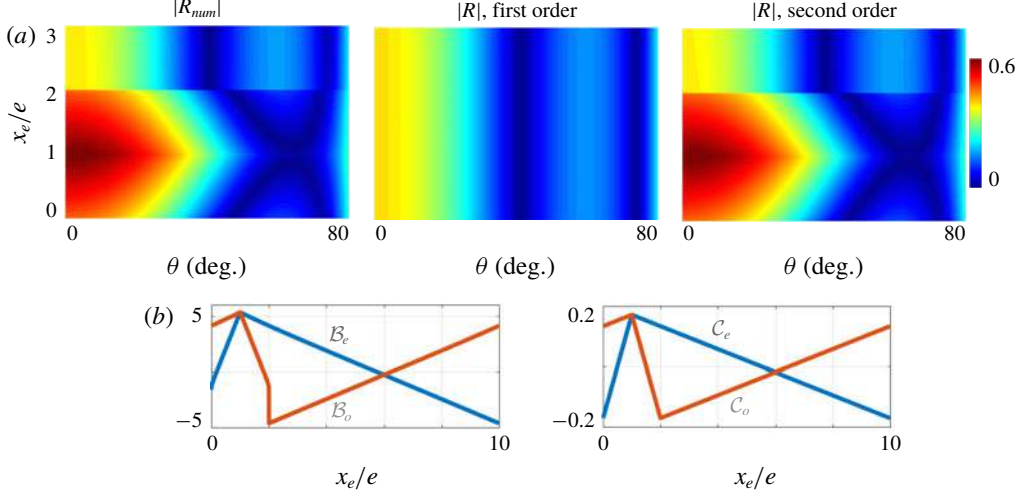 |R_num|
|R|, first order
|R|, second order
(a)
3
2
1
0
x_e/e
0 80
0 80
0 80
θ (deg.)
θ (deg.)
θ (deg.)
0.6
0
(b)
5
−5
B_e
B_o
0 10
x_e/e
0.2
−0.2
C_e
C_o
0 10
x_e/e